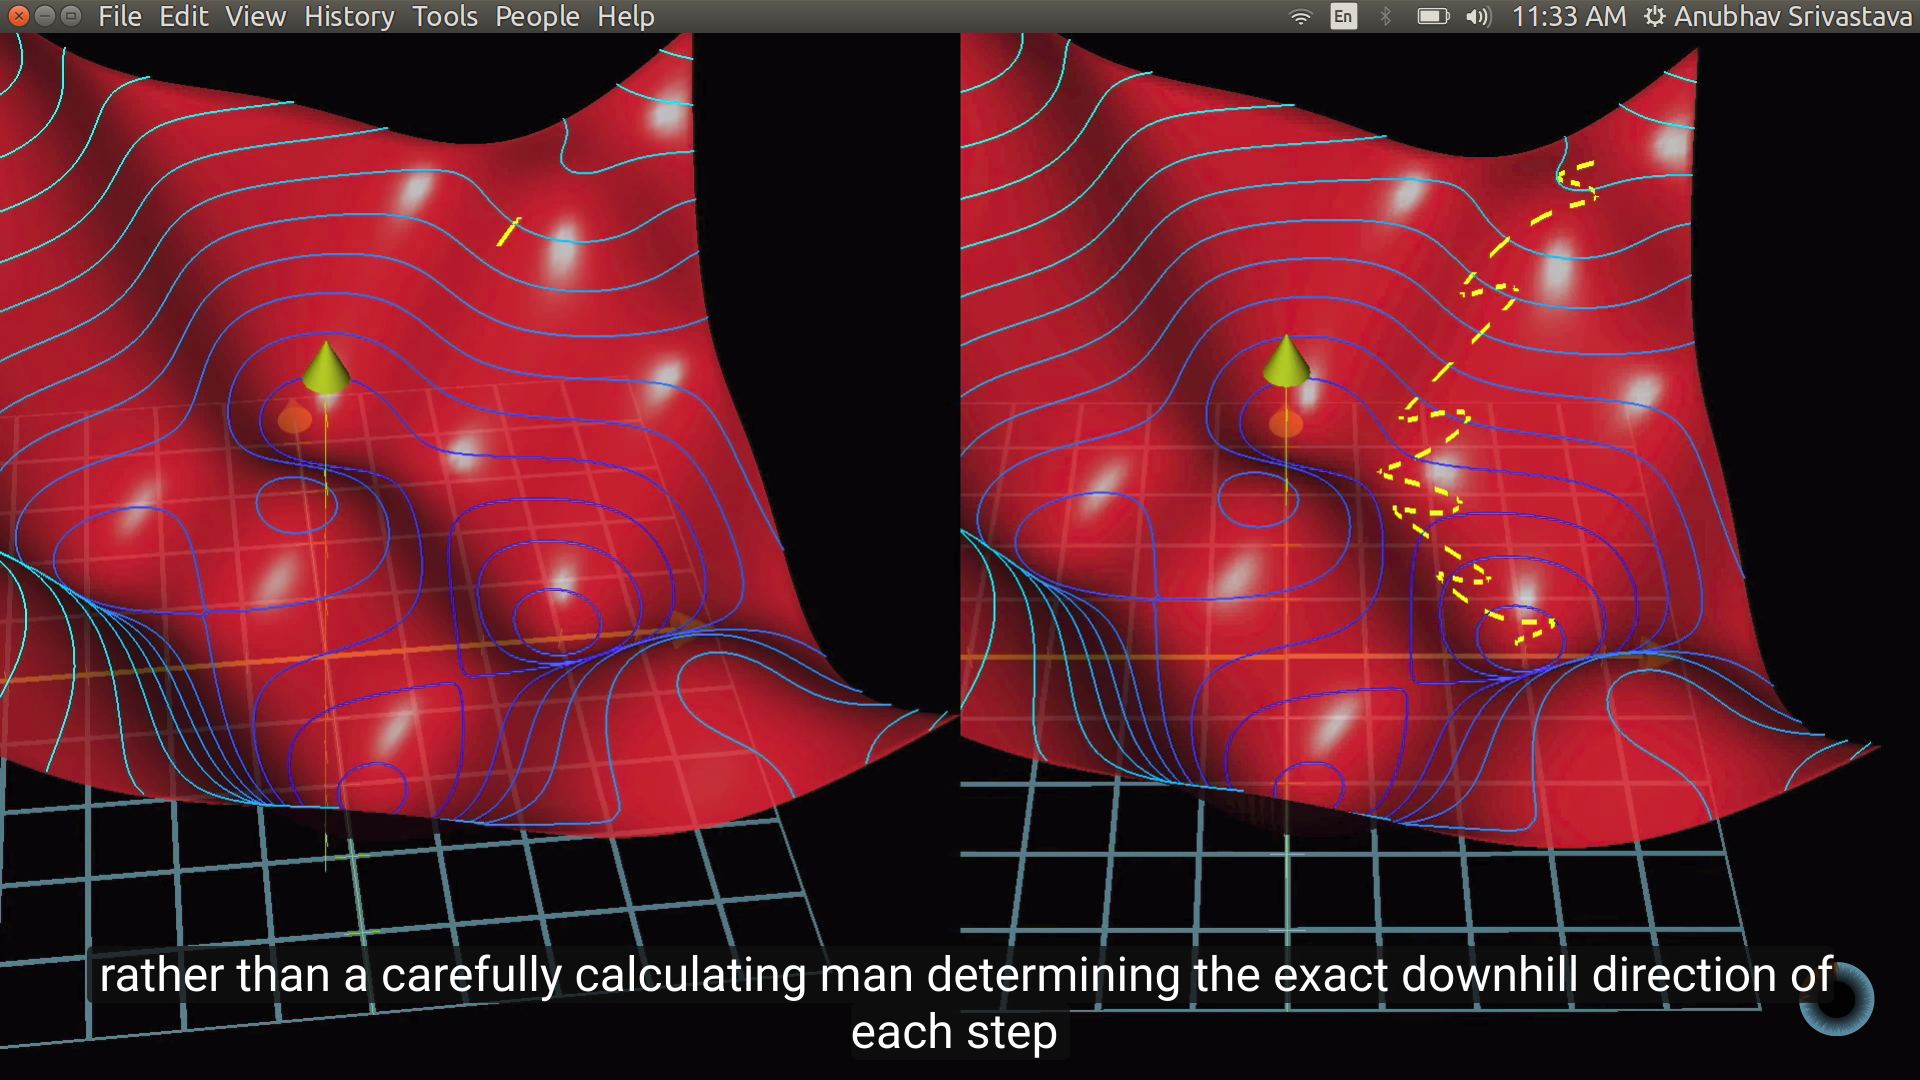 File Edit View History Tools People Help En 11:33 AM Anubhav Srivastava
rather than a carefully calculating man determining the exact downhill direction of
each step